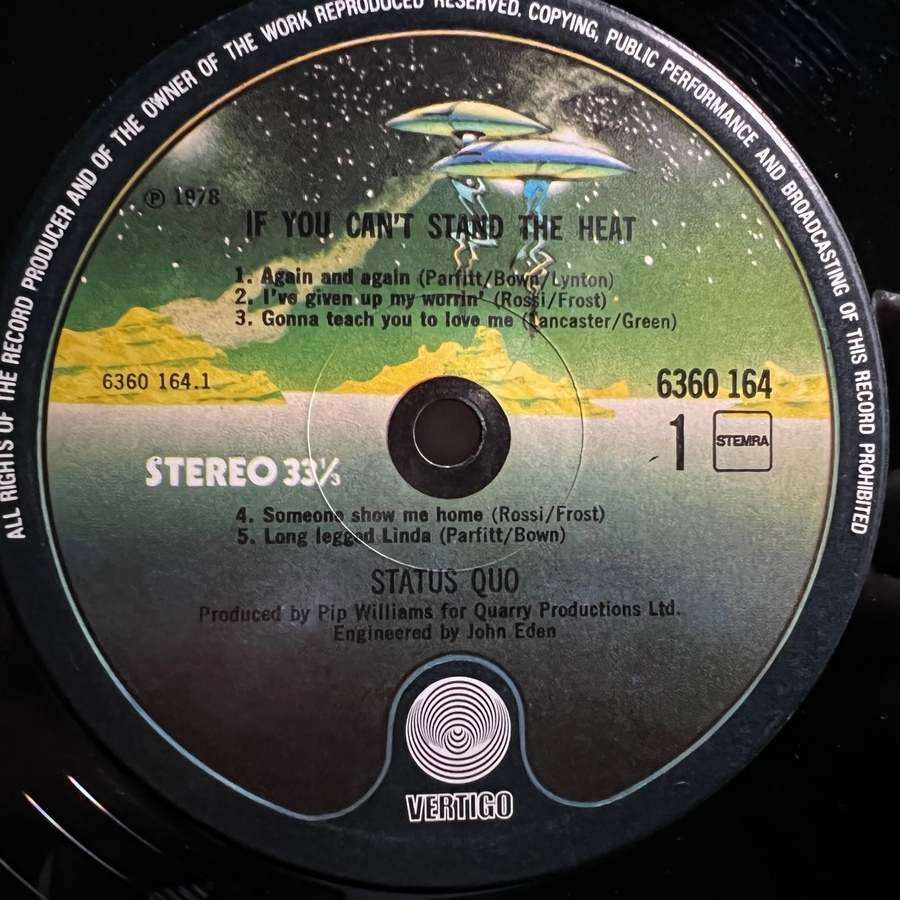 ALL RIGHTS OF THE RECORD PRODUCER AND OF THE OWNER OF THE WORK REPRODUCED RESERVED. COPYING, PUBLIC PERFORMANCE AND BROADCASTING OF THIS RECORD PROHIBITED
℗ 1978
IF YOU CAN'T STAND THE HEAT
1. Again and again (Parfitt/Bown/Lynton)
2. I've given up my worrin' (Rossi/Frost)
3. Gonna teach you to love me (Lancaster/Green)
6360 164.1
6360 164
1 STEMRA
STEREO 33⅓
4. Someone show me home (Rossi/Frost)
5. Long legged Linda (Parfitt/Bown)
STATUS QUO
Produced by Pip Williams for Quarry Productions Ltd.
Engineered by John Eden
VERTIGO